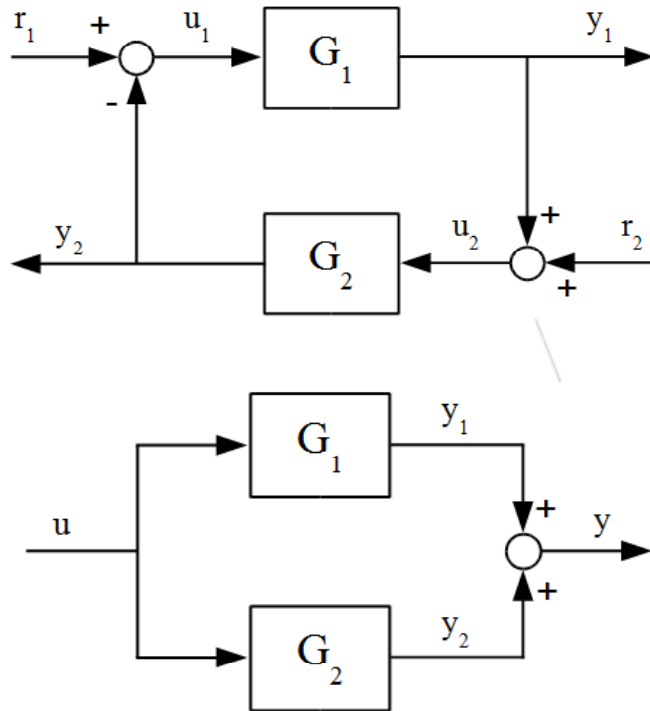 r₁ + u₁ G₁ y₁
-
y₂ G₂ u₂ + r₂
+
G₁ y₁
u + y
+
G₂ y₂